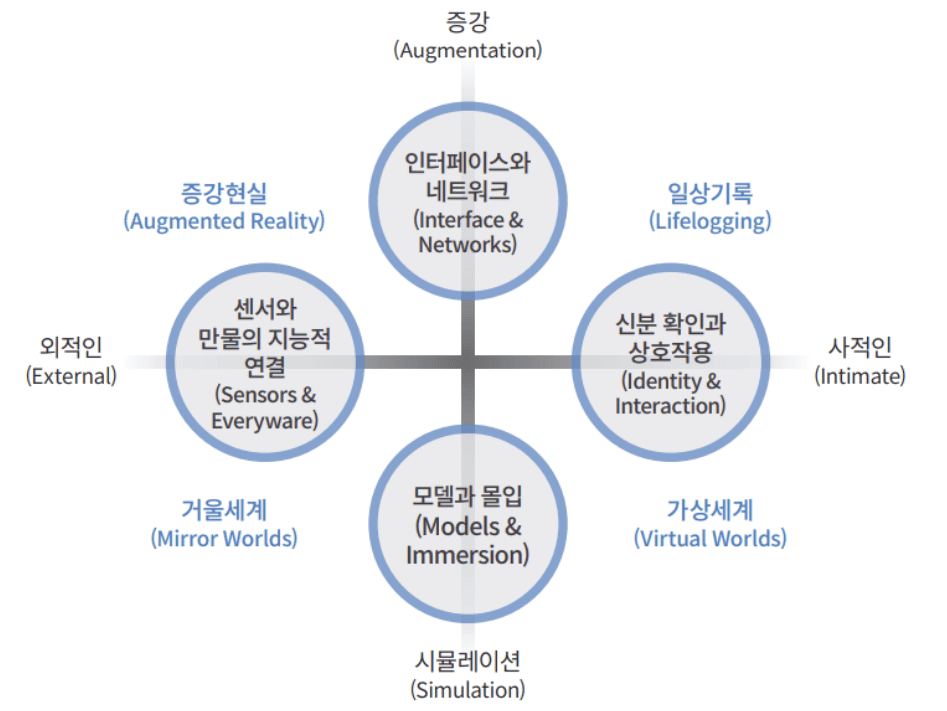 증강
(Augmentation)
인터페이스와
네트워크
(Interface &
Networks)
증강현실
(Augmented Reality)
일상기록
(Lifelogging)
센서와
만물의 지능적
연결
(Sensors &
Everyware)
신분 확인과
상호작용
(Identity &
Interaction)
외적인
(External)
사적인
(Intimate)
거울세계
(Mirror Worlds)
모델과 몰입
(Models &
Immersion)
가상세계
(Virtual Worlds)
시뮬레이션
(Simulation)